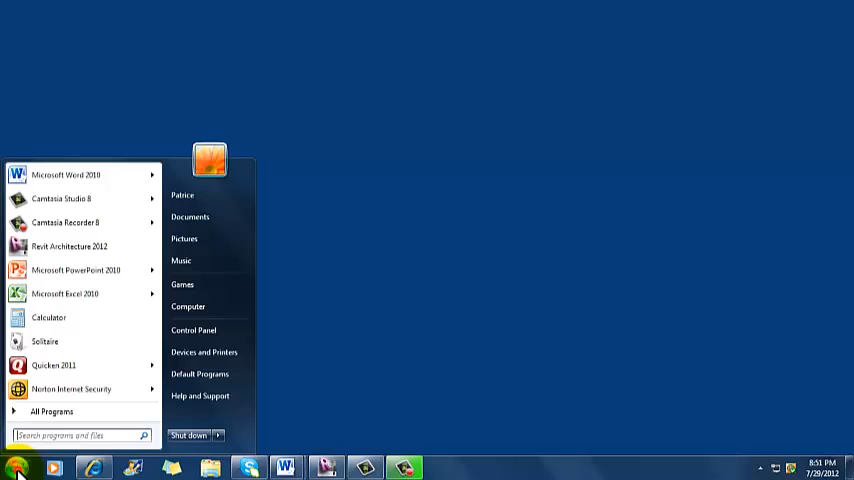 Microsoft Word 2010
Camtasia Studio 8
Camtasia Recorder 8
Revit Architecture 2012
Microsoft PowerPoint 2010
Microsoft Excel 2010
Calculator
Solitaire
Quicken 2011
Norton Internet Security
All Programs
Search programs and files
Patrice
Documents
Pictures
Music
Games
Computer
Control Panel
Devices and Printers
Default Programs
Help and Support
Shut down
8:51 PM
7/29/2012